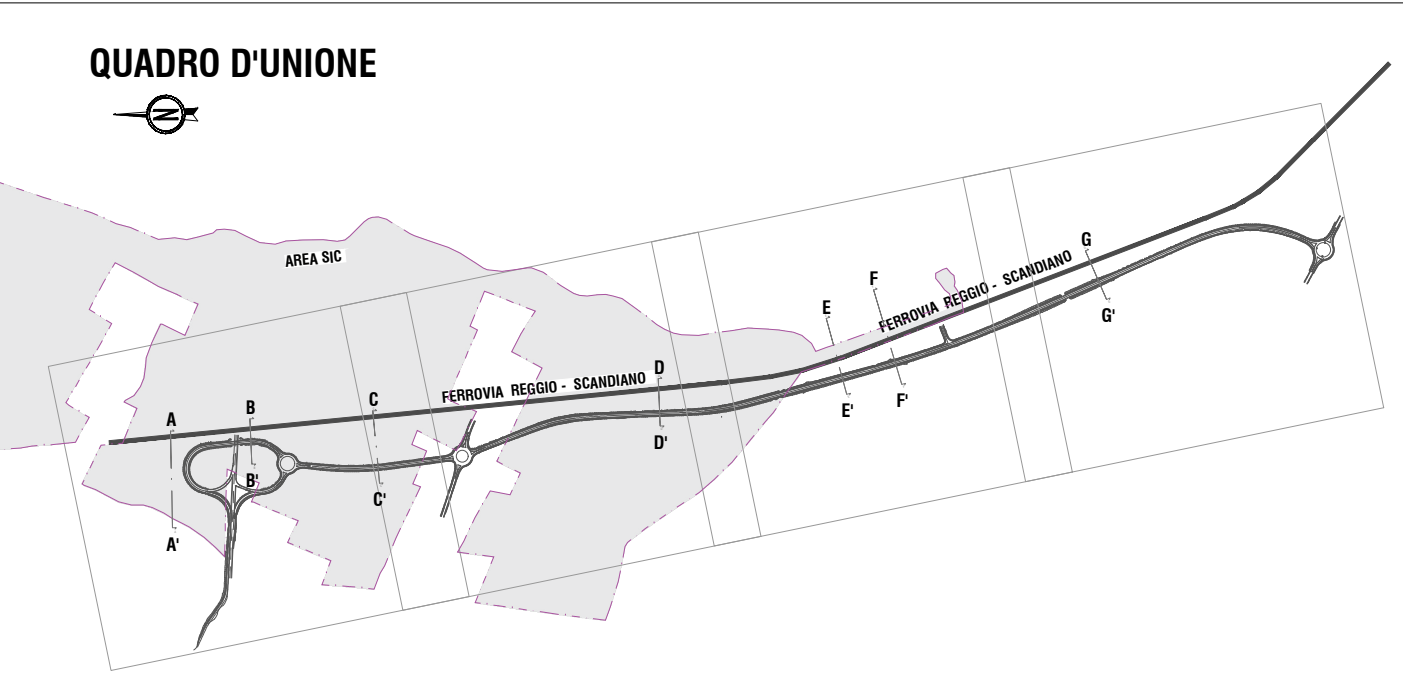 QUADRO D'UNIONE
N
AREA SIC
FERROVIA REGGIO - SCANDIANO
FERROVIA REGGIO - SCANDIANO
A
B
C
D
E
F
G
A'
B'
C'
D'
E'
F'
G'